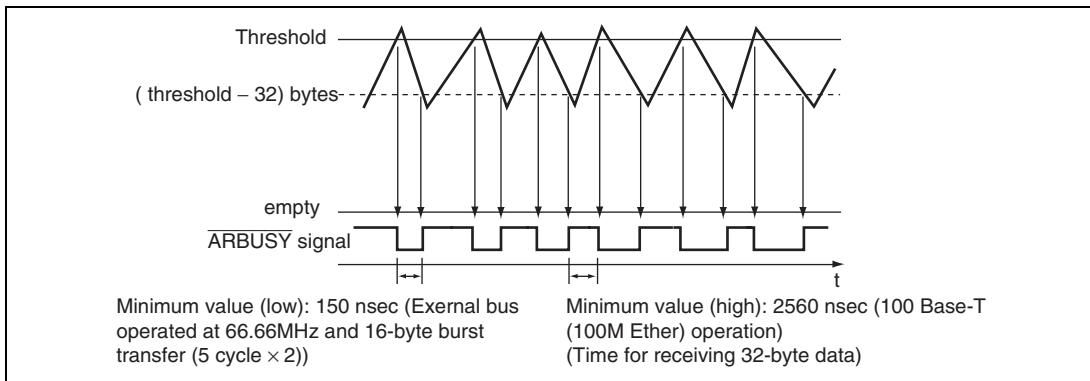 Threshold
( threshold – 32) bytes
empty
ARBUSY signal
t
Minimum value (low): 150 nsec (Exernal bus
operated at 66.66MHz and 16-byte burst
transfer (5 cycle × 2))
Minimum value (high): 2560 nsec (100 Base-T
(100M Ether) operation)
(Time for receiving 32-byte data)